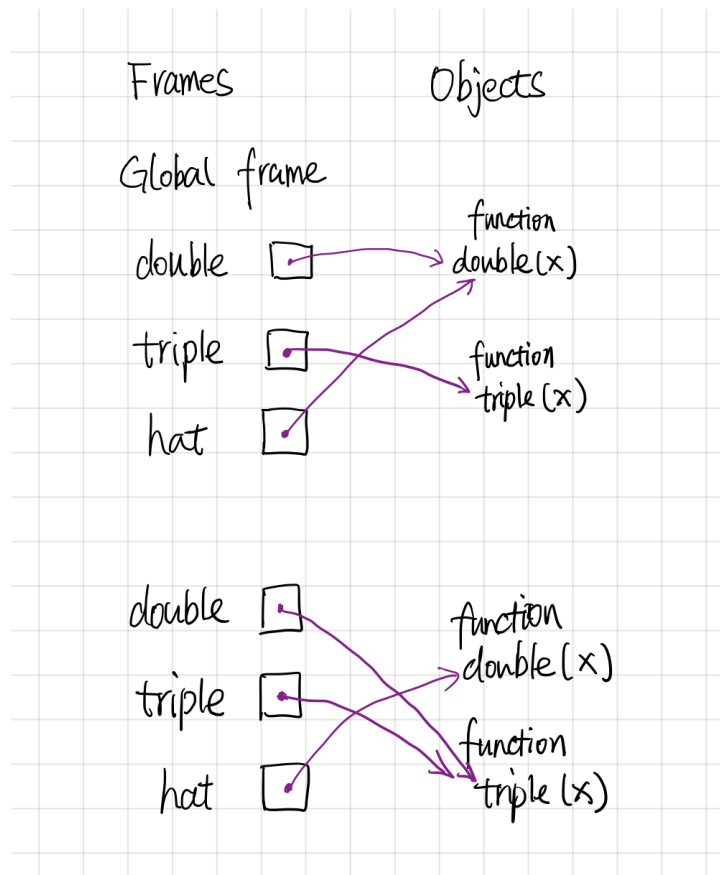 Frames Objects
Global frame
function
double double(x)
triple function
triple(x)
hat
double function
double(x)
triple
function
hat triple(x)